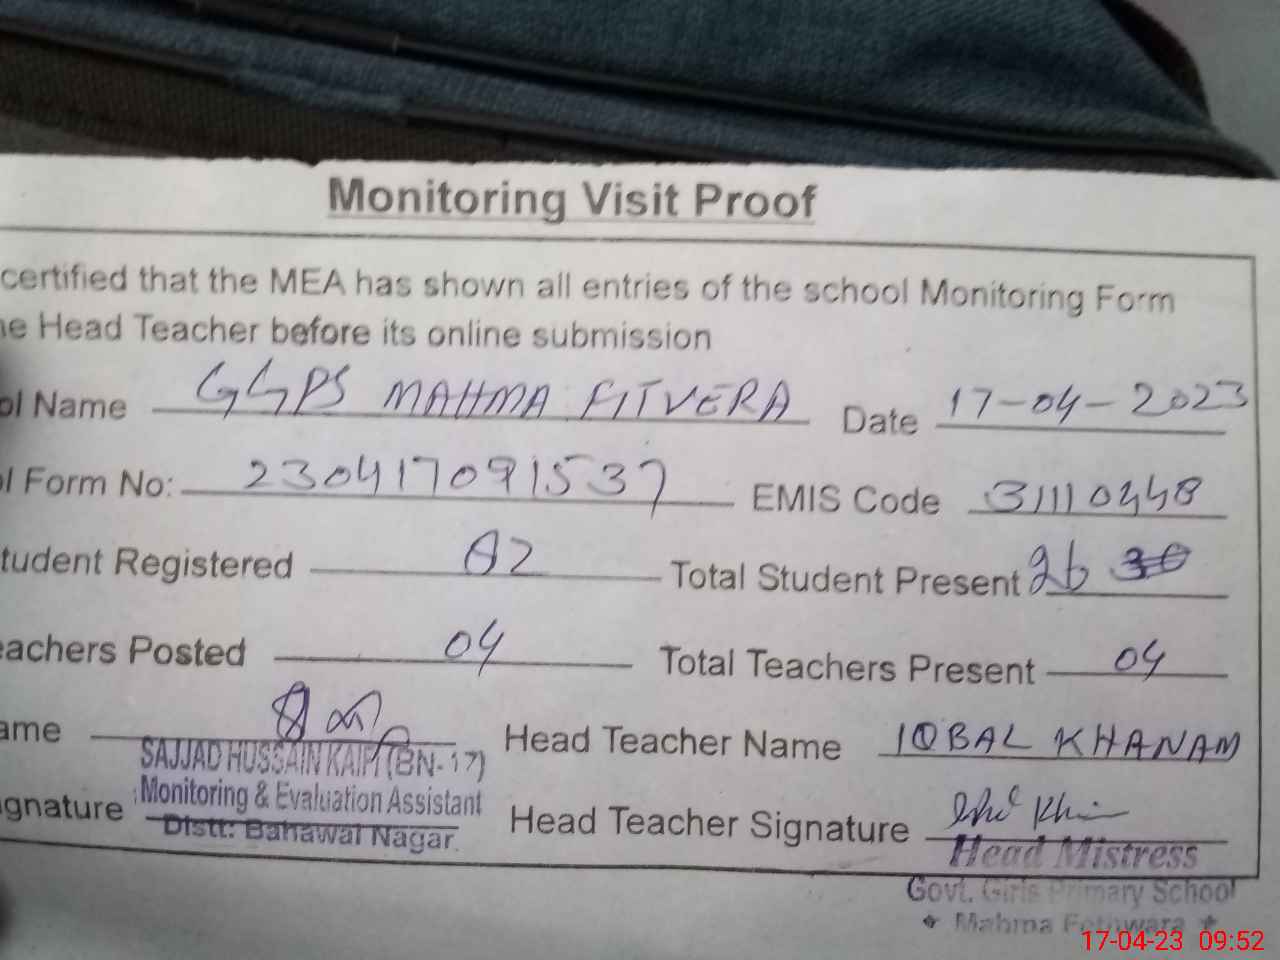 Monitoring Visit Proof
certified that the MEA has shown all entries of the school Monitoring Form
he Head Teacher before its online submission
ol Name GGPS MAHMA FITVERA Date 17-04-2023
l Form No: 230417091537 EMIS Code 31110448
tudent Registered 82 Total Student Present 26
eachers Posted 04 Total Teachers Present 04
ame Head Teacher Name IQBAL KHANAM
SAJJAD HUSSAIN KAIFI (BN-17)
Monitoring & Evaluation Assistant
gnature Head Teacher Signature
Distt: Bahawal Nagar.
Head Mistress
Govt. Girls Primary School
Mahma
17-04-23 09:52